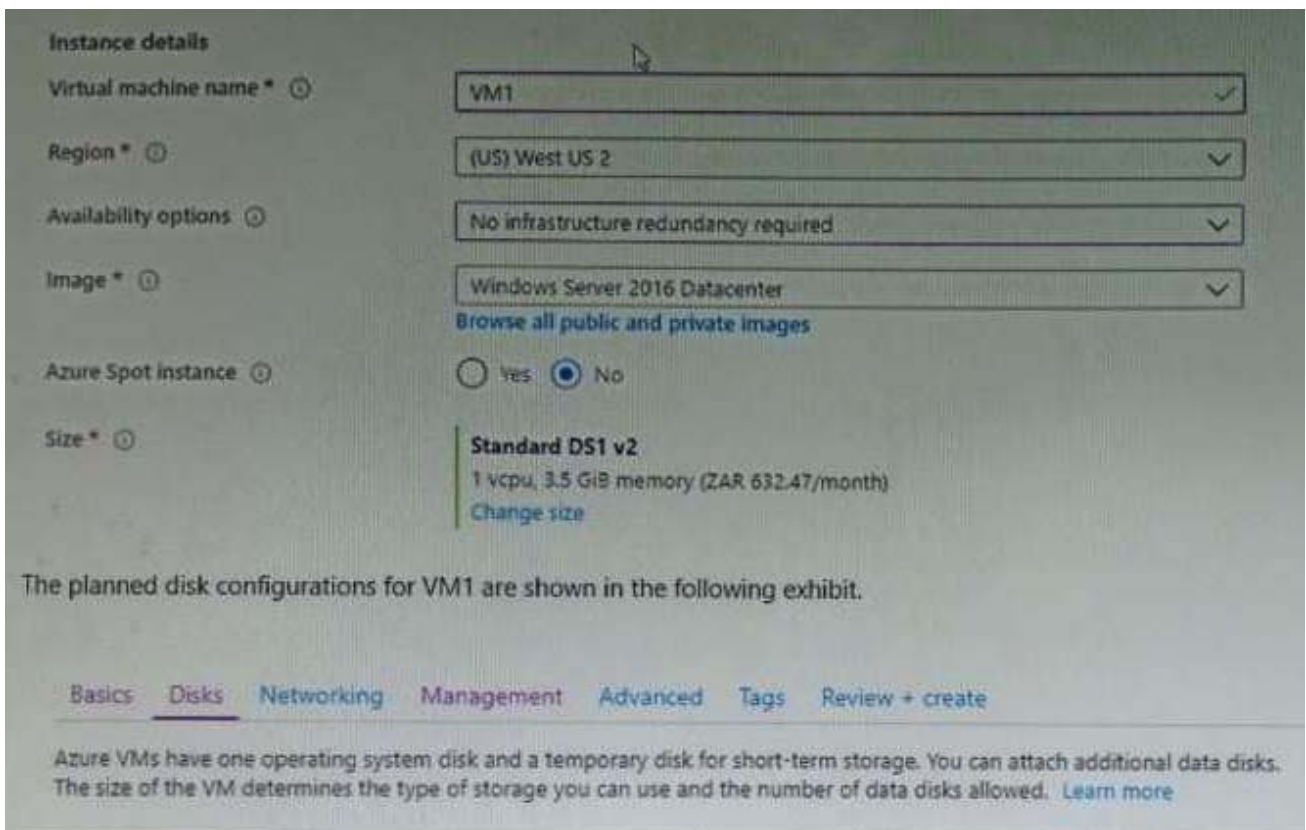 Instance details
Virtual machine name *
VM1
Region *
(US) West US 2
Availability options
No infrastructure redundancy required
Image *
Windows Server 2016 Datacenter
Browse all public and private images
Azure Spot instance
Yes No
Size *
Standard DS1 v2
1 vcpu, 3.5 GiB memory (ZAR 632.47/month)
Change size
The planned disk configurations for VM1 are shown in the following exhibit.
Basics Disks Networking Management Advanced Tags Review + create
Azure VMs have one operating system disk and a temporary disk for short-term storage. You can attach additional data disks.
The size of the VM determines the type of storage you can use and the number of data disks allowed. Learn more